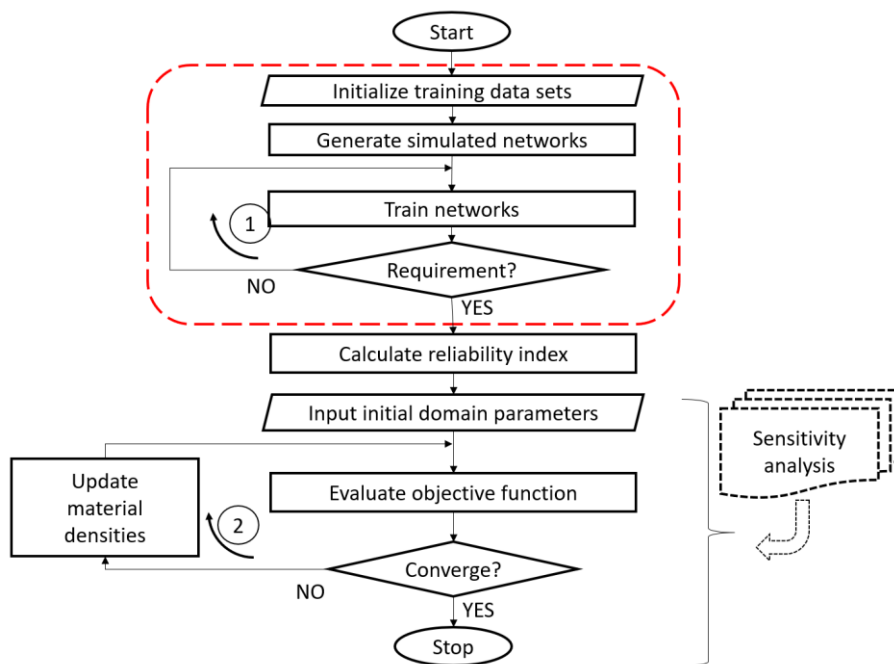 Start
Initialize training data sets
Generate simulated networks
Train networks
1
Requirement?
NO
YES
Calculate reliability index
Input initial domain parameters
Sensitivity
analysis
Update
material
densities
Evaluate objective function
2
Converge?
NO
YES
Stop